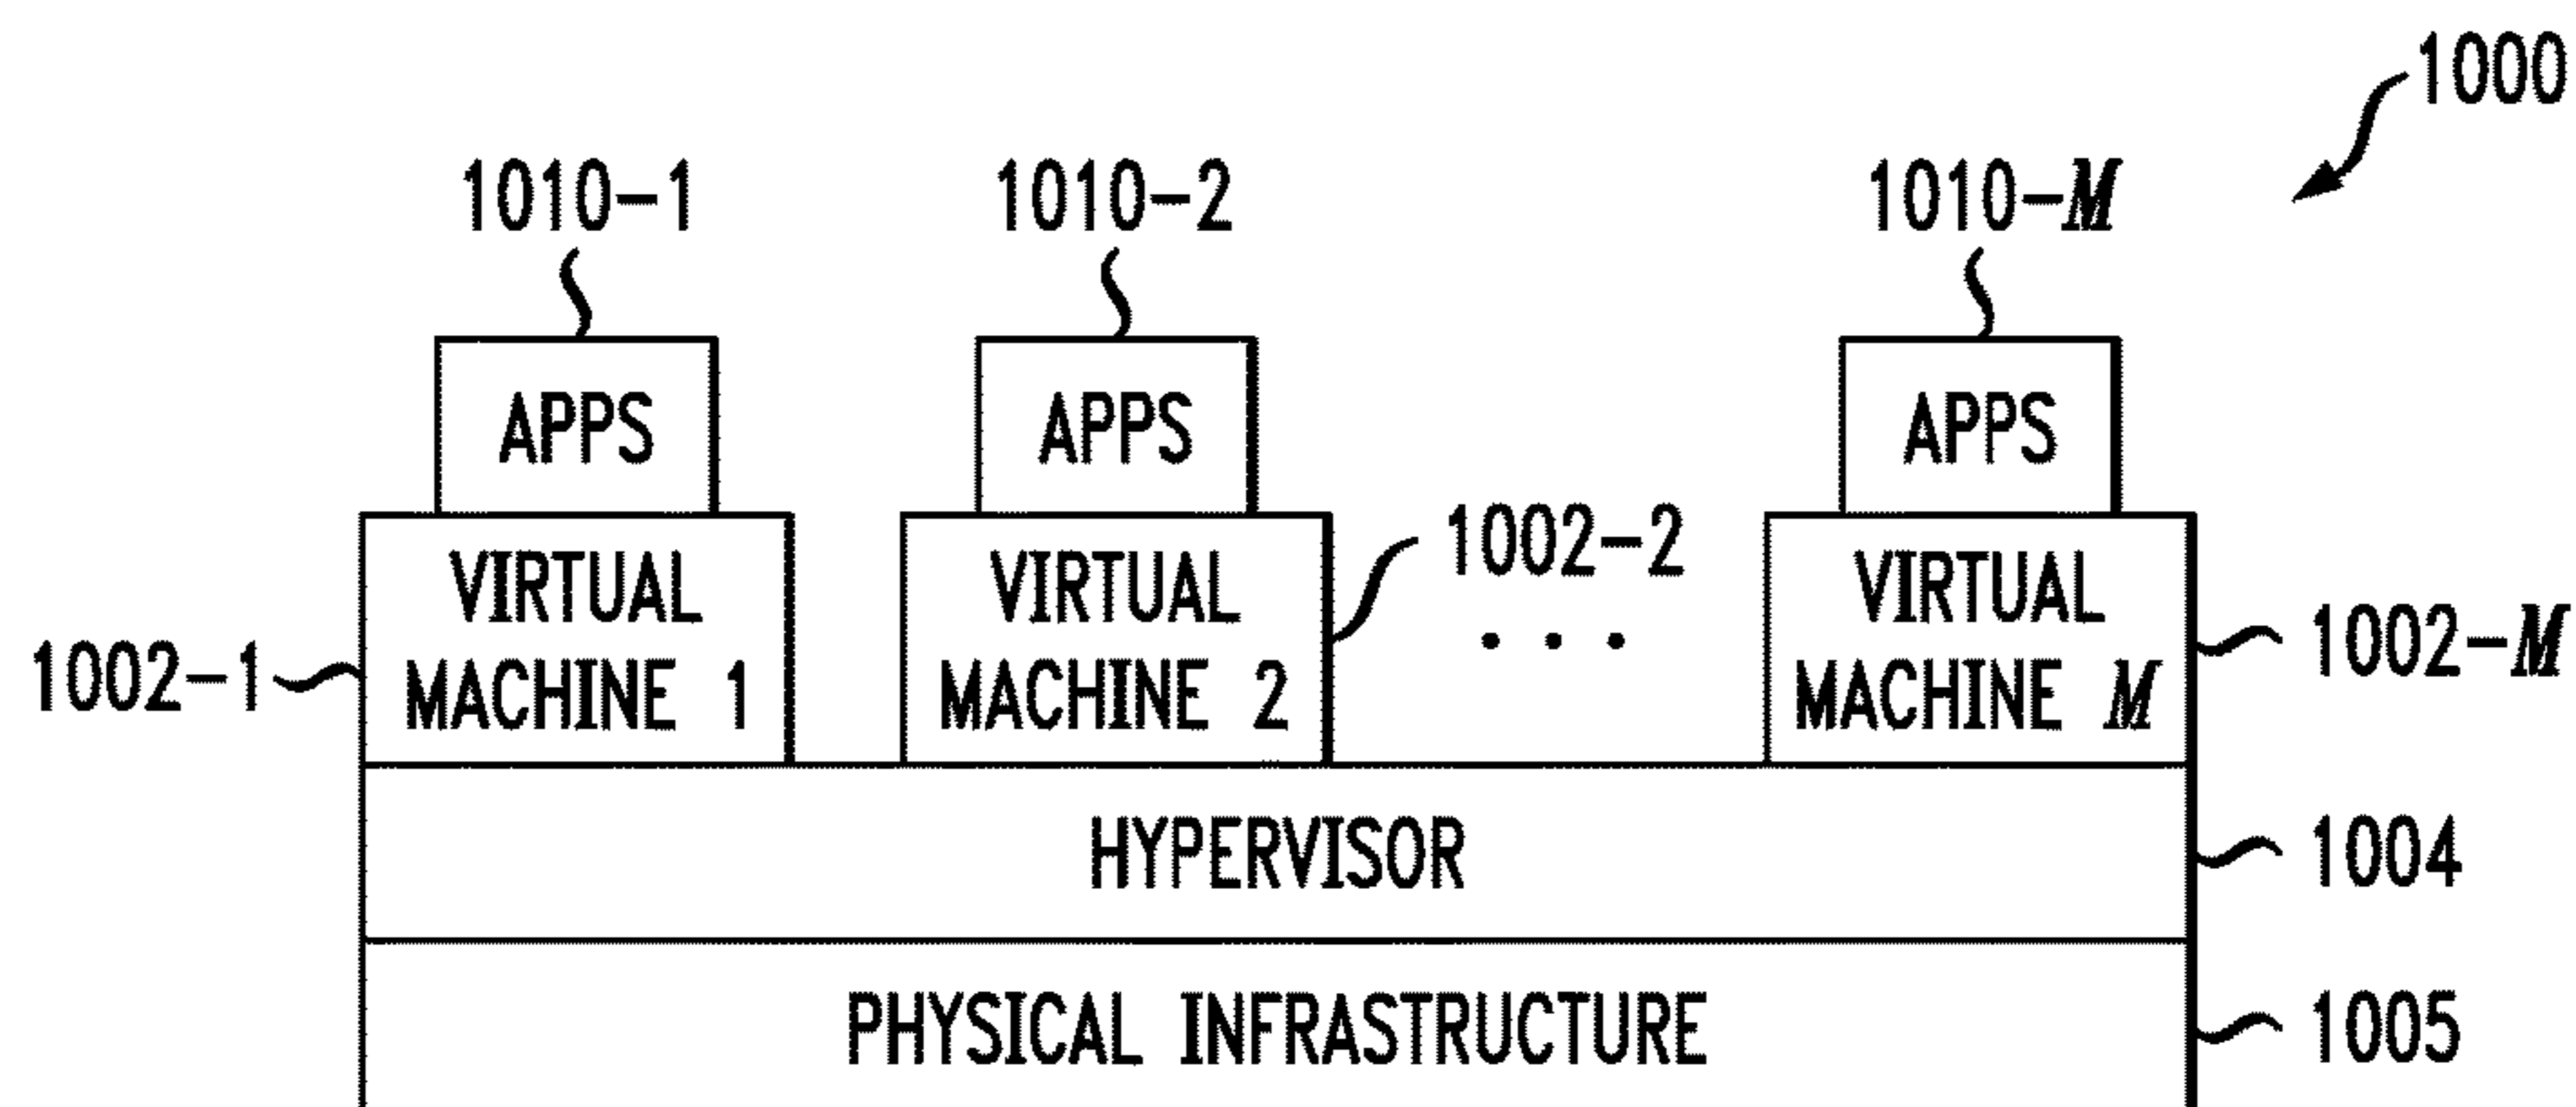 1000
1010-1 1010-2 1010-M
APPS APPS APPS
1002-2
VIRTUAL MACHINE 1
VIRTUAL MACHINE 2
. . .
VIRTUAL MACHINE M
1002-1
1002-M
HYPERVISOR 1004
PHYSICAL INFRASTRUCTURE 1005